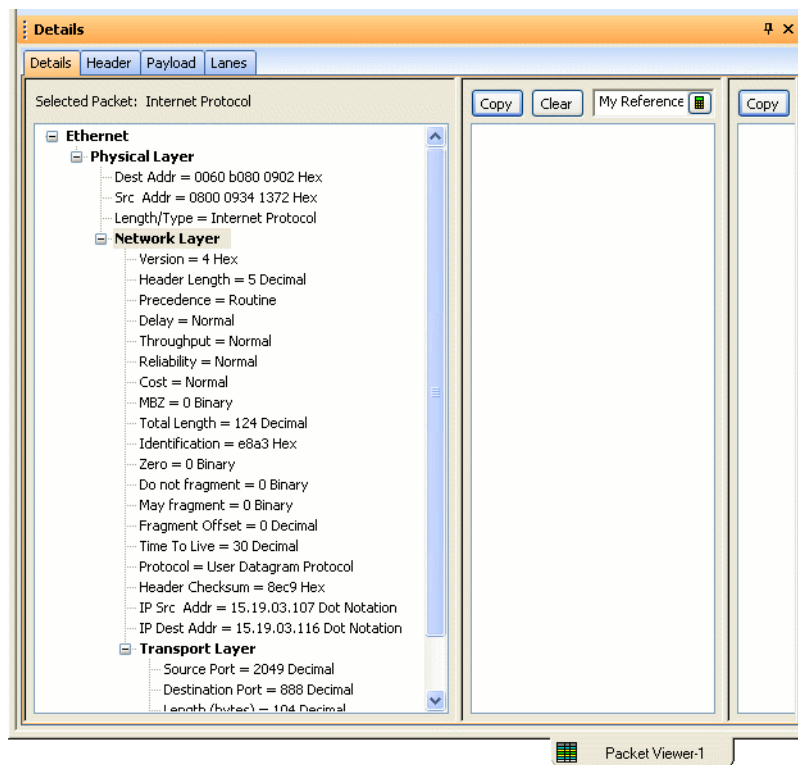 Details
Details Header Payload Lanes
Selected Packet: Internet Protocol
Copy Clear My Reference Copy
Ethernet
Physical Layer
Dest Addr = 0060 b080 0902 Hex
Src Addr = 0800 0934 1372 Hex
Length/Type = Internet Protocol
Network Layer
Version = 4 Hex
Header Length = 5 Decimal
Precedence = Routine
Delay = Normal
Throughput = Normal
Reliability = Normal
Cost = Normal
MBZ = 0 Binary
Total Length = 124 Decimal
Identification = e8a3 Hex
Zero = 0 Binary
Do not fragment = 0 Binary
May fragment = 0 Binary
Fragment Offset = 0 Decimal
Time To Live = 30 Decimal
Protocol = User Datagram Protocol
Header Checksum = 8ec9 Hex
IP Src Addr = 15.19.03.107 Dot Notation
IP Dest Addr = 15.19.03.116 Dot Notation
Transport Layer
Source Port = 2049 Decimal
Destination Port = 888 Decimal
Length (bytes) = 104 Decimal
Packet Viewer-1